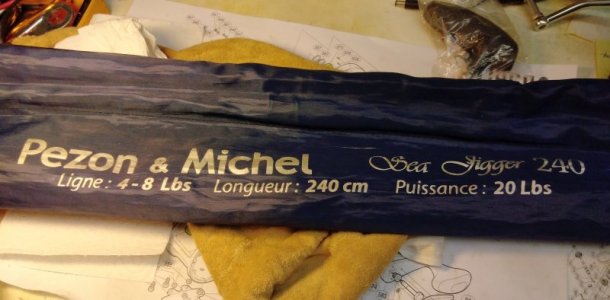 Pezon & Michel Sea Jigger 240
Ligne : 4-8 Lbs Longueur : 240 cm Puissance : 20 Lbs